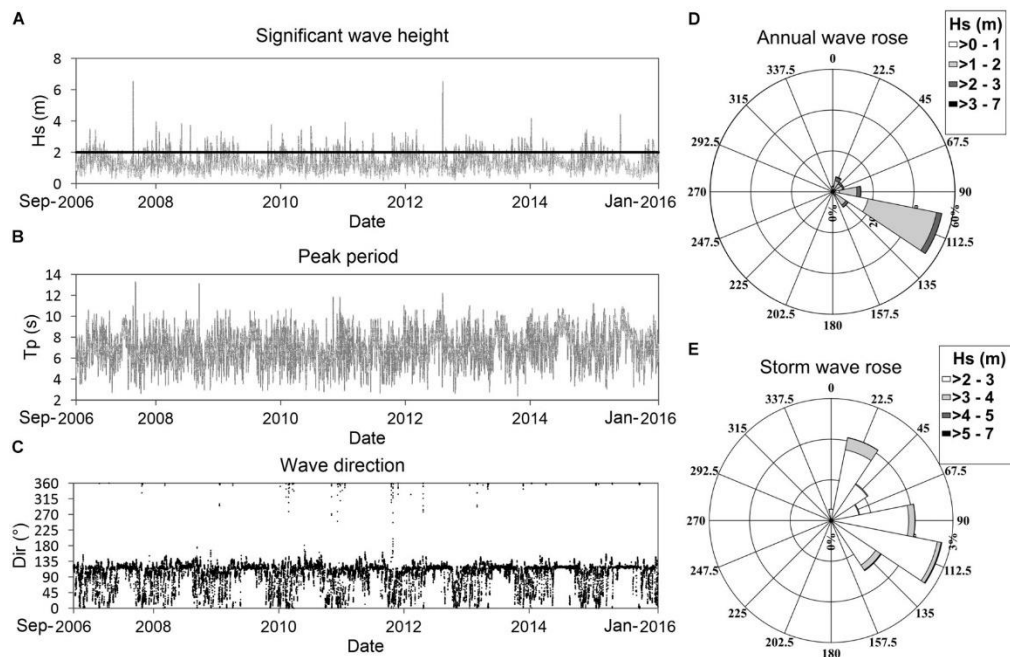 A
Significant wave height
8
6
4
2
0
Hs (m)
Sep-2006 2008 2010 2012 2014 Jan-2016
Date
B
Peak period
14
12
10
8
6
4
2
Tp (s)
Sep-2006 2008 2010 2012 2014 Jan-2016
Date
C
Wave direction
360
315
270
225
180
135
90
45
0
Dir (°)
Sep-2006 2008 2010 2012 2014 Jan-2016
Date
D
Annual wave rose
Hs (m)
>0 - 1
>1 - 2
>2 - 3
>3 - 7
0
22.5
45
67.5
90
112.5
135
157.5
180
202.5
225
247.5
270
292.5
315
337.5
0%
60%
E
Storm wave rose
Hs (m)
>2 - 3
>3 - 4
>4 - 5
>5 - 7
0
22.5
45
67.5
90
112.5
135
157.5
180
202.5
225
247.5
270
292.5
315
337.5
0%
3%